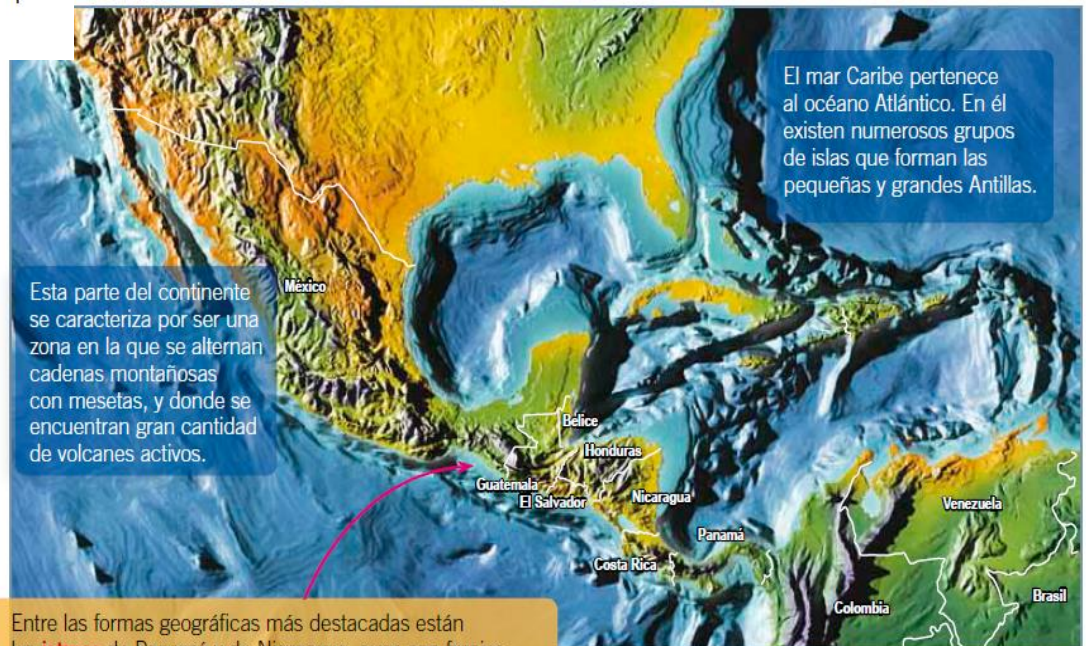 El mar Caribe pertenece
al océano Atlántico. En él
existen numerosos grupos
de islas que forman las
pequeñas y grandes Antillas.
Esta parte del continente
se caracteriza por ser una
zona en la que se alternan
cadenas montañosas
con mesetas, y donde se
encuentran gran cantidad
de volcanes activos.
México
Belice
Honduras
Guatemala
El Salvador
Nicaragua
Costa Rica
Panamá
Venezuela
Colombia
Brasil
Entre las formas geográficas más destacadas están